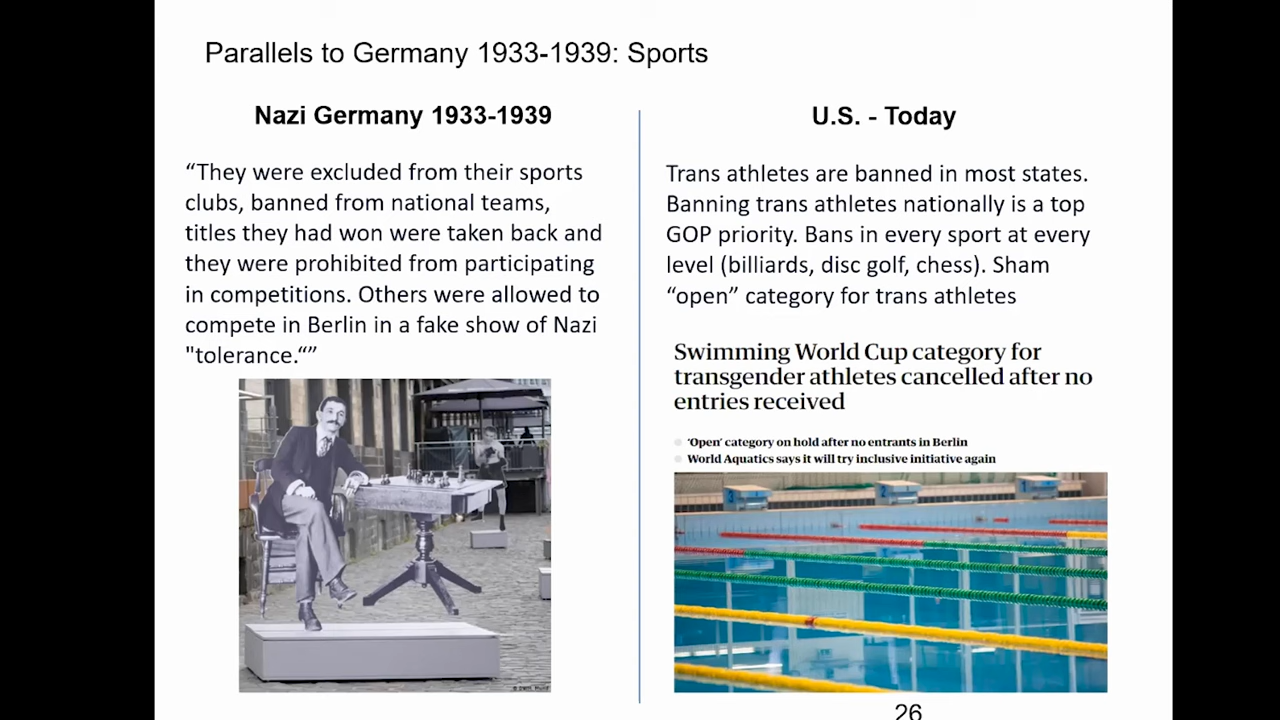 Parallels to Germany 1933-1939: Sports
Nazi Germany 1933-1939
“They were excluded from their sports
clubs, banned from national teams,
titles they had won were taken back and
they were prohibited from participating
in competitions. Others were allowed to
compete in Berlin in a fake show of Nazi
"tolerance.“”
U.S. - Today
Trans athletes are banned in most states.
Banning trans athletes nationally is a top
GOP priority. Bans in every sport at every
level (billiards, disc golf, chess). Sham
“open” category for trans athletes
Swimming World Cup category for
transgender athletes cancelled after no
entries received
‘Open’ category on hold after no entrants in Berlin
World Aquatics says it will try inclusive initiative again
3
2
1
26